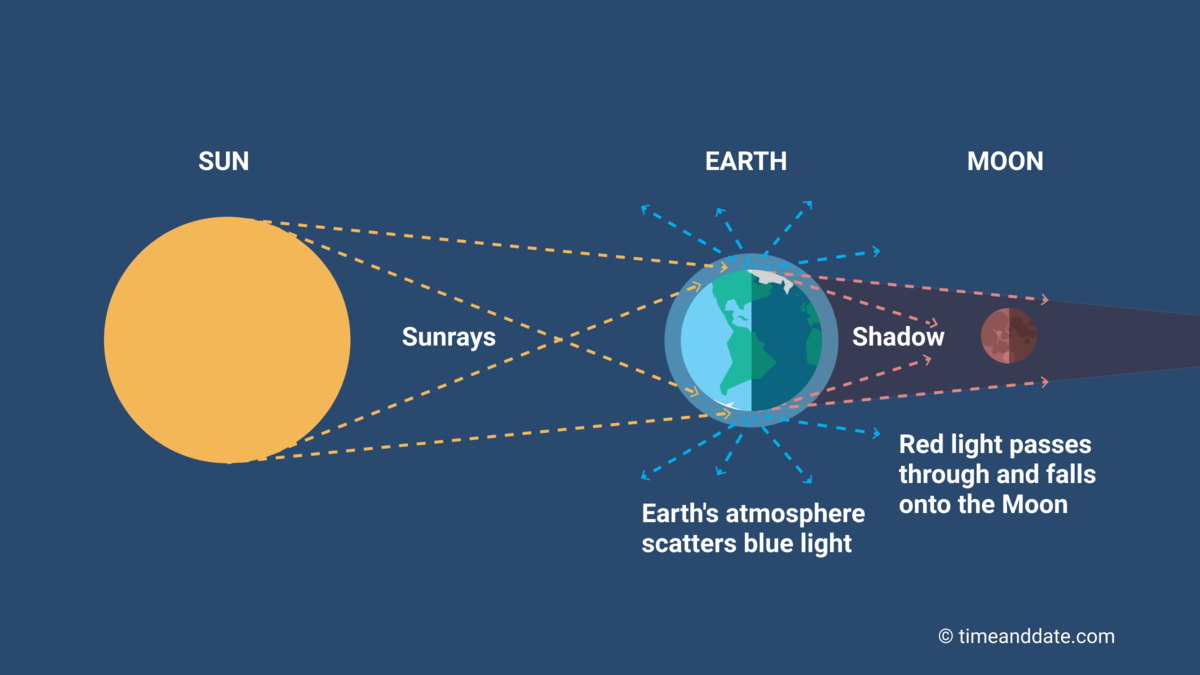 SUN
EARTH
MOON
Sunrays
Shadow
Red light passes
through and falls
onto the Moon
Earth's atmosphere
scatters blue light
© timeanddate.com